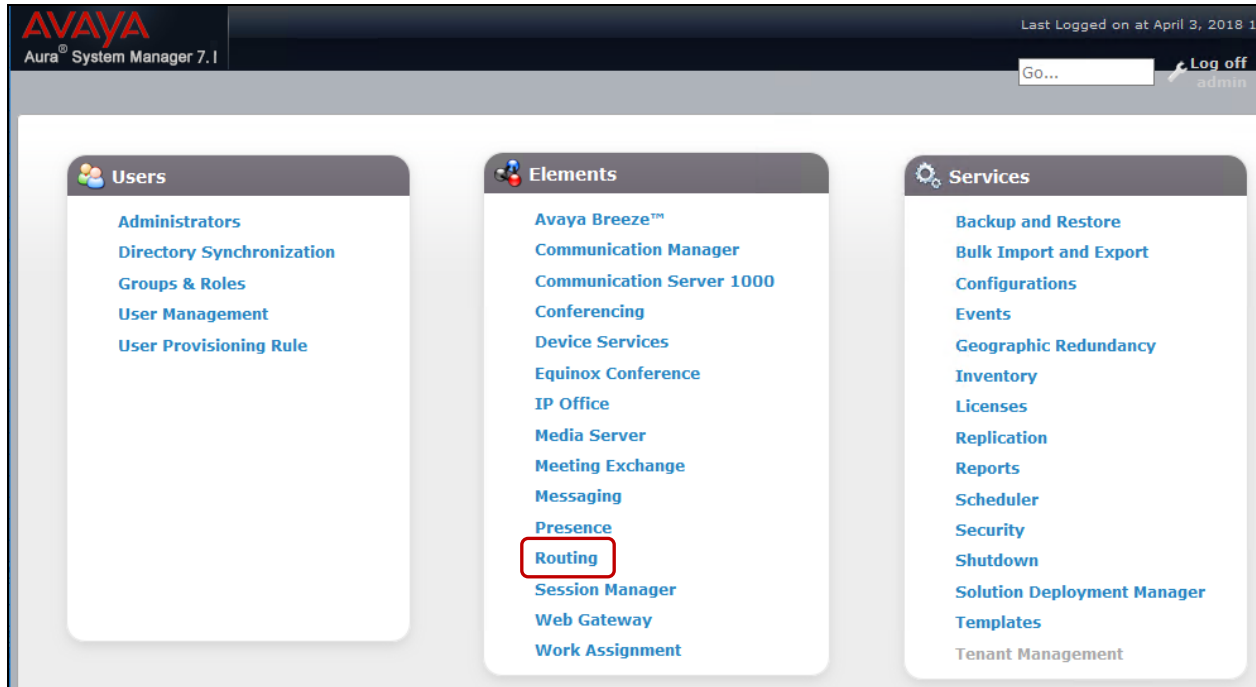 AVAYA
Aura® System Manager 7.1
Last Logged on at April 3, 2018 1
Go...
Log off
admin
Users
Administrators
Directory Synchronization
Groups & Roles
User Management
User Provisioning Rule
Elements
Avaya Breeze™
Communication Manager
Communication Server 1000
Conferencing
Device Services
Equinox Conference
IP Office
Media Server
Meeting Exchange
Messaging
Presence
Routing
Session Manager
Web Gateway
Work Assignment
Services
Backup and Restore
Bulk Import and Export
Configurations
Events
Geographic Redundancy
Inventory
Licenses
Replication
Reports
Scheduler
Security
Shutdown
Solution Deployment Manager
Templates
Tenant Management